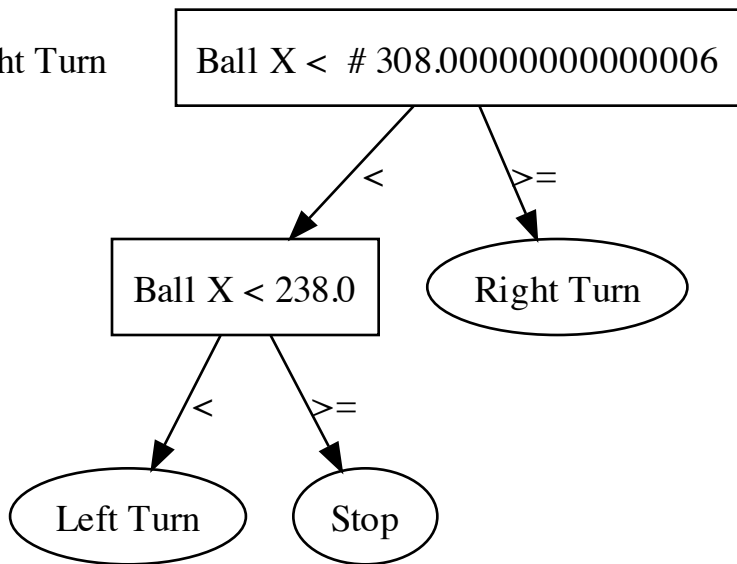 ht Turn
Ball X < # 308.00000000000006
<
>=
Ball X < 238.0
Right Turn
<
>=
Left Turn
Stop